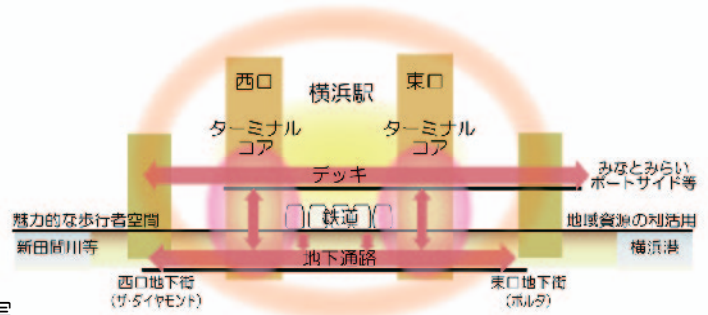 西口
横浜駅
東口
ターミナル
コア
ターミナル
コア
デッキ
みなとみらい
ポートサイド等
魅力的な歩行者空間
鉄道
地域資源の利活用
新田間川等
地下通路
横浜港
西口地下街
(ザ・ダイヤモンド)
東口地下街
(ポルタ)